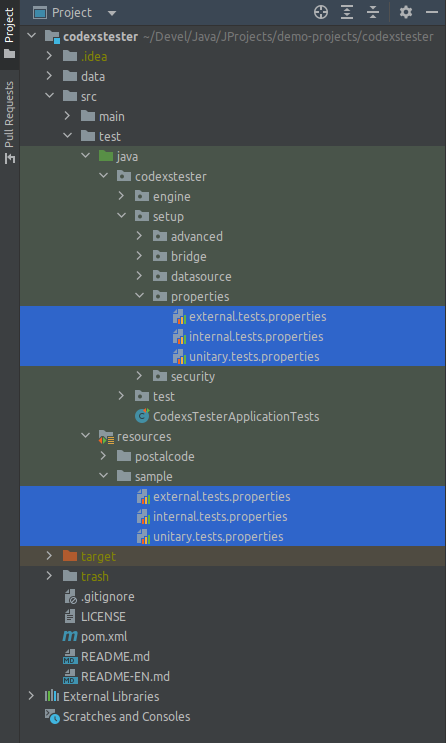 Project
Pull Requests
Project
codexstester ~/Devel/Java/JProjects/demo-projects/codexstester
.idea
data
src
main
test
java
codexstester
engine
setup
advanced
bridge
datasource
properties
external.tests.properties
internal.tests.properties
unitary.tests.properties
security
test
CodexsTesterApplicationTests
resources
postalcode
sample
external.tests.properties
internal.tests.properties
unitary.tests.properties
target
trash
.gitignore
LICENSE
pom.xml
README.md
README-EN.md
External Libraries
Scratches and Consoles